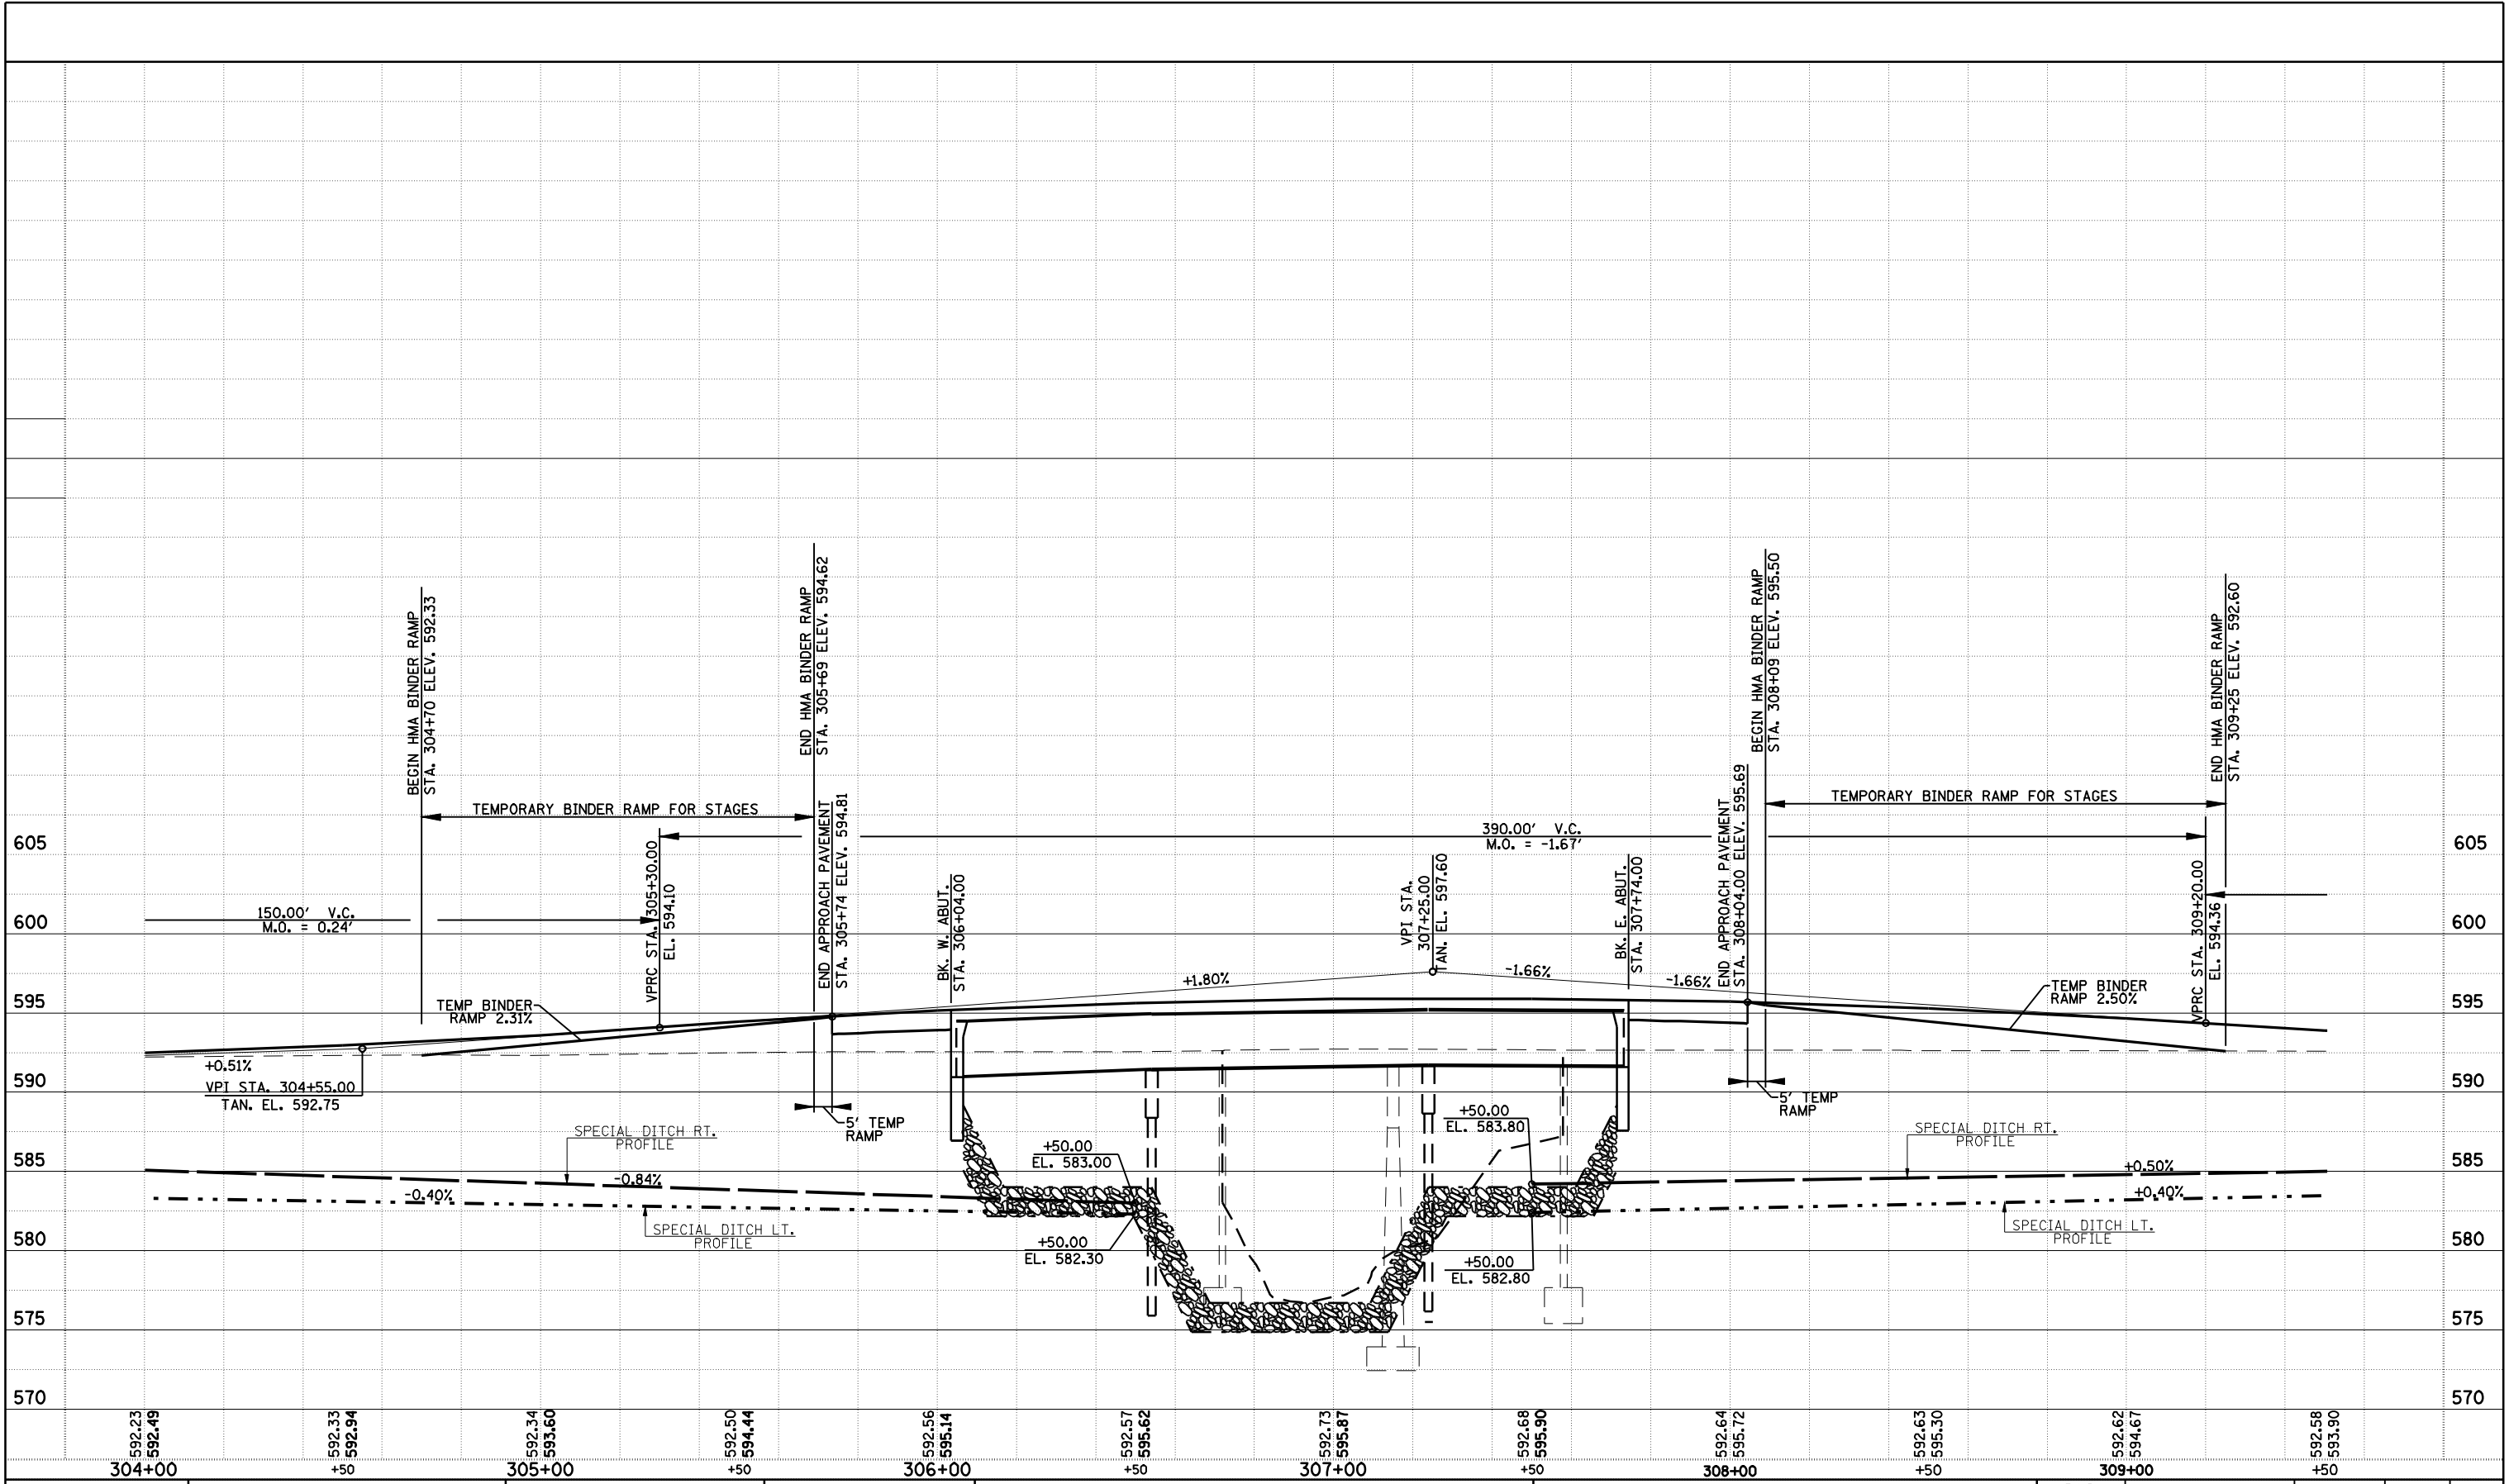 BEGIN HMA BINDER RAMP
STA. 304+70 ELEV. 592.33
END HMA BINDER RAMP
STA. 305+69 ELEV. 594.62
BEGIN HMA BINDER RAMP
STA. 308+09 ELEV. 595.50
END HMA BINDER RAMP
STA. 309+25 ELEV. 592.60
TEMPORARY BINDER RAMP FOR STAGES
TEMPORARY BINDER RAMP FOR STAGES
END APPROACH PAVEMENT
STA. 305+74 ELEV. 594.81
END APPROACH PAVEMENT
STA. 308+04.00 ELEV. 595.69
605
390.00' V.C.
M.O. = -1.67'
605
VPRC STA. 305+30.00
EL. 594.10
BK. W. ABUT.
STA. 306+04.00
VPI STA.
307+25.00
TAN. EL. 597.60
BK. E. ABUT.
STA. 307+74.00
VPRC STA. 309+20.00
EL. 594.36
600
150.00' V.C.
M.O. = 0.24'
600
+1.80%
-1.66%
-1.66%
595
TEMP BINDER
RAMP 2.31%
TEMP BINDER
RAMP 2.50%
595
+0.51%
VPI STA. 304+55.00
TAN. EL. 592.75
590
590
5' TEMP
RAMP
5' TEMP
RAMP
SPECIAL DITCH RT.
PROFILE
+50.00
EL. 583.00
+50.00
EL. 583.80
SPECIAL DITCH RT.
PROFILE
585
-0.84%
+0.50%
585
-0.40%
+0.40%
SPECIAL DITCH LT.
PROFILE
SPECIAL DITCH LT.
PROFILE
580
+50.00
EL. 582.30
+50.00
EL. 582.80
580
575
575
570
570
592.23
592.49
592.33
592.94
592.34
593.60
592.50
594.44
592.56
595.14
592.57
595.62
592.73
595.87
592.68
595.90
592.64
595.72
592.63
595.30
592.62
594.67
592.58
593.90
304+00 +50 305+00 +50 306+00 +50 307+00 +50 308+00 +50 309+00 +50